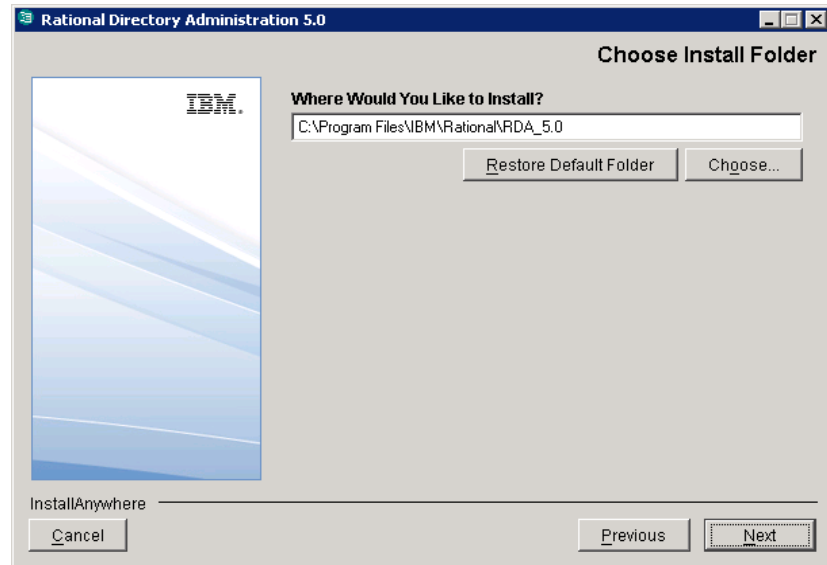 Rational Directory Administration 5.0
Choose Install Folder
IBM.
Where Would You Like to Install?
C:\Program Files\IBM\Rational\RDA_5.0
Restore Default Folder
Choose...
InstallAnywhere
Cancel
Previous
Next